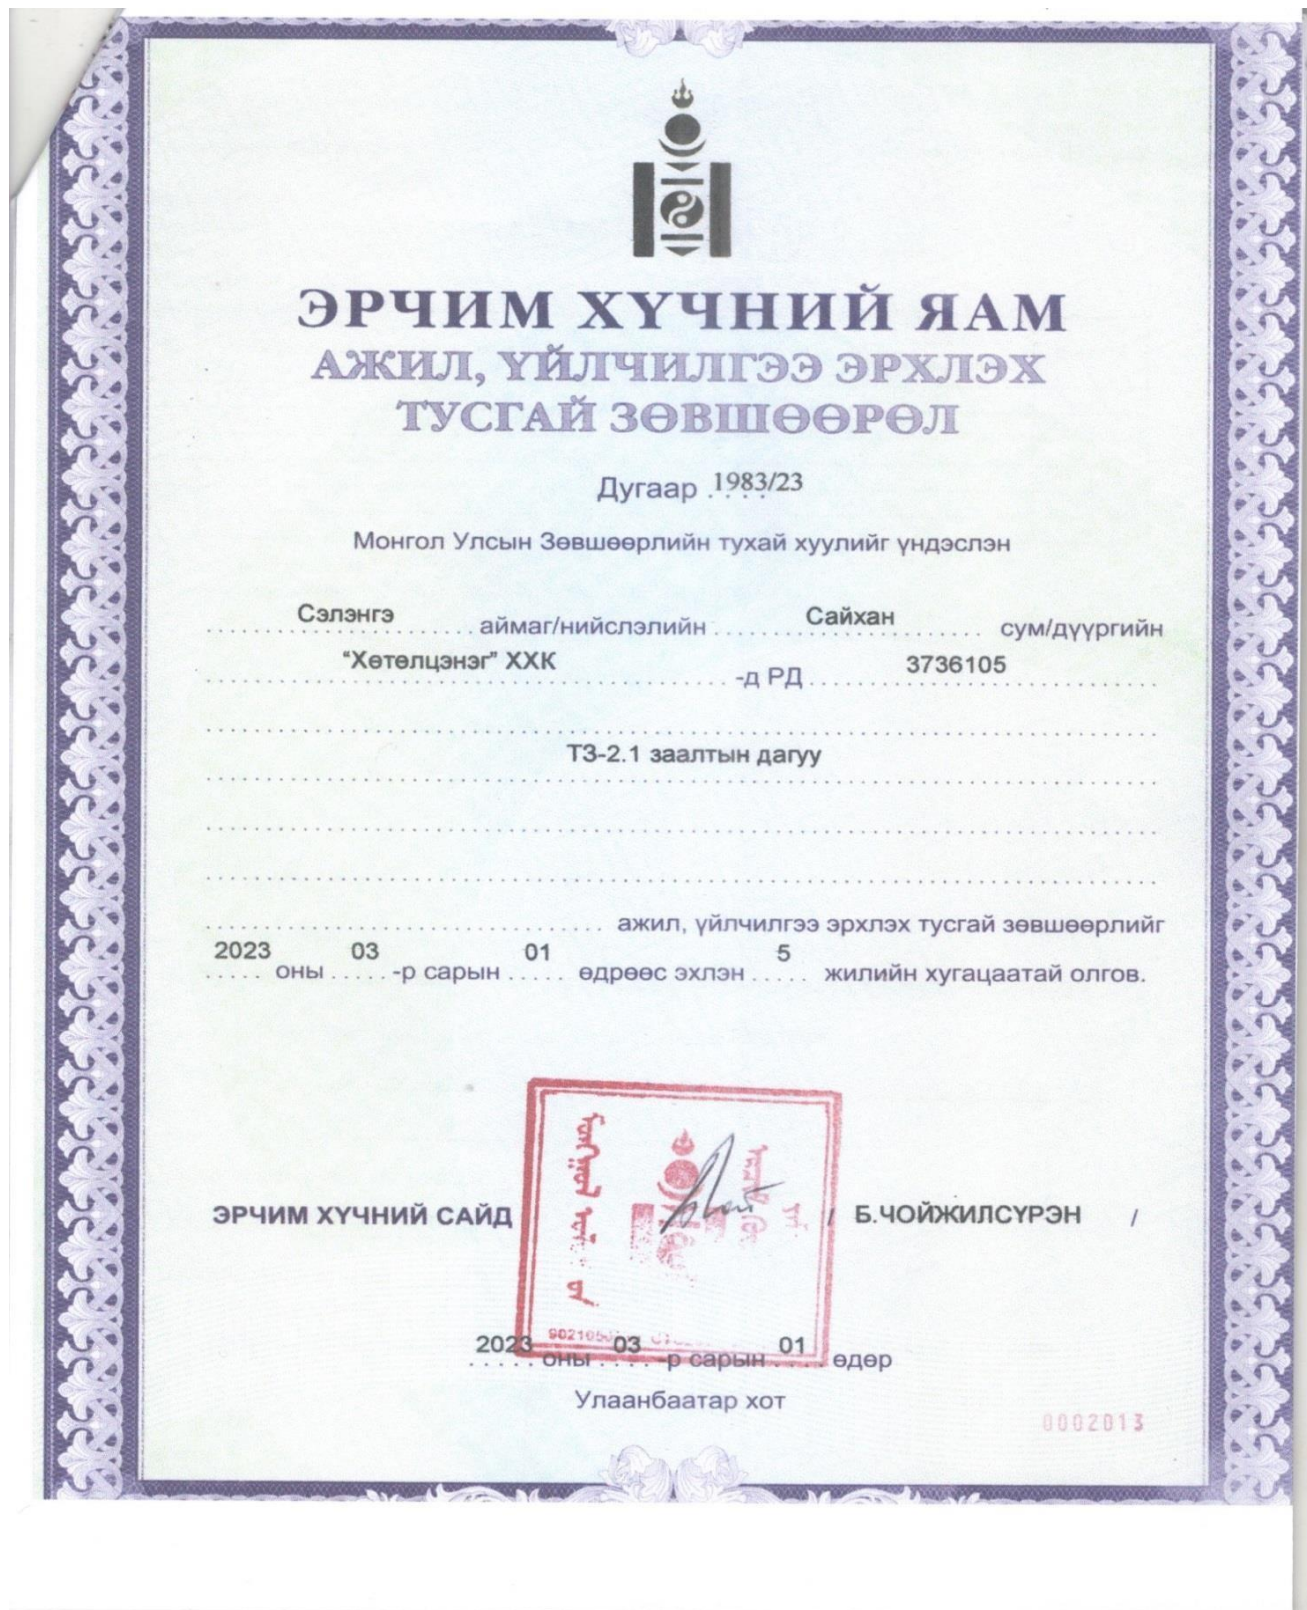 ЭРЧИМ ХҮЧНИЙ ЯАМ
АЖИЛ, ҮЙЛЧИЛГЭЭ ЭРХЛЭХ
ТУСГАЙ ЗӨВШӨӨРӨЛ
Дугаар 1983/23
Монгол Улсын Зөвшөөрлийн тухай хуулийг үндэслэн
Сэлэнгэ аймаг/нийслэлийн Сайхан сум/дүүргийн
“Хөтөлцэнэг” ХХК -д РД 3736105
ТЗ-2.1 заалтын дагуу
ажил, үйлчилгээ эрхлэх тусгай зөвшөөрлийг
2023 оны 03 -р сарын 01 өдрөөс эхлэн 5 жилийн хугацаатай олгов.
ЭРЧИМ ХҮЧНИЙ САЙД / Б.ЧОЙЖИЛСҮРЭН /
2023 оны 03 -р сарын 01 өдөр
Улаанбаатар хот
0002013